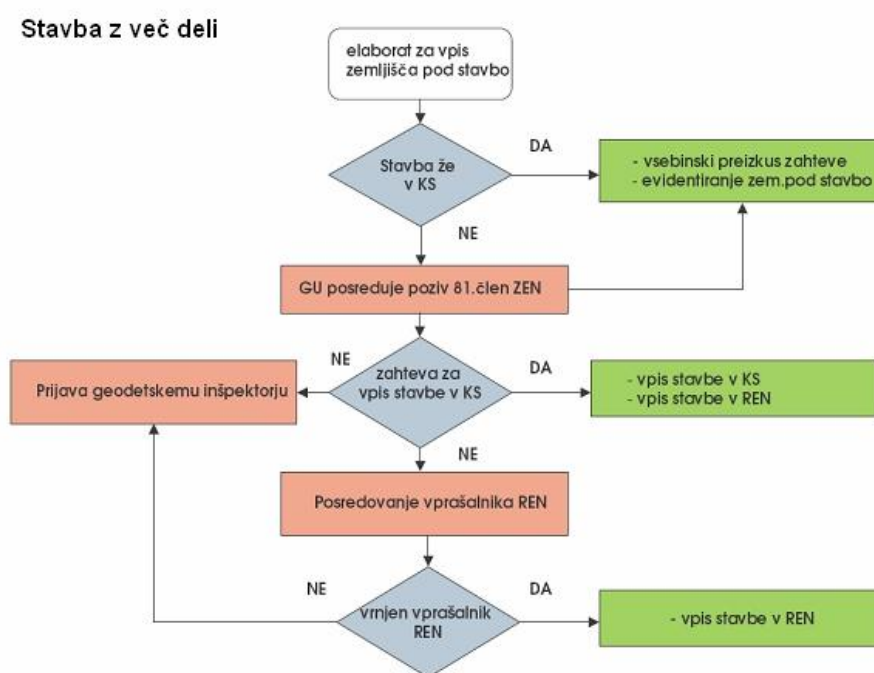 Stavba z več deli
elaborat za vpis
zemljišča pod stavbo
Stavba že
v KS
DA
- vsebinski preizkus zahteve
- evidentiranje zem.pod stavbo
NE
GU posreduje poziv 81.člen ZEN
NE
Prijava geodetskemu inšpektorju
zahteva za
vpis stavbe v KS
DA
- vpis stavbe v KS
- vpis stavbe v REN
NE
Posredovanje vprašalnika REN
NE
vrnjen vprašalnik
REN
DA
- vpis stavbe v REN